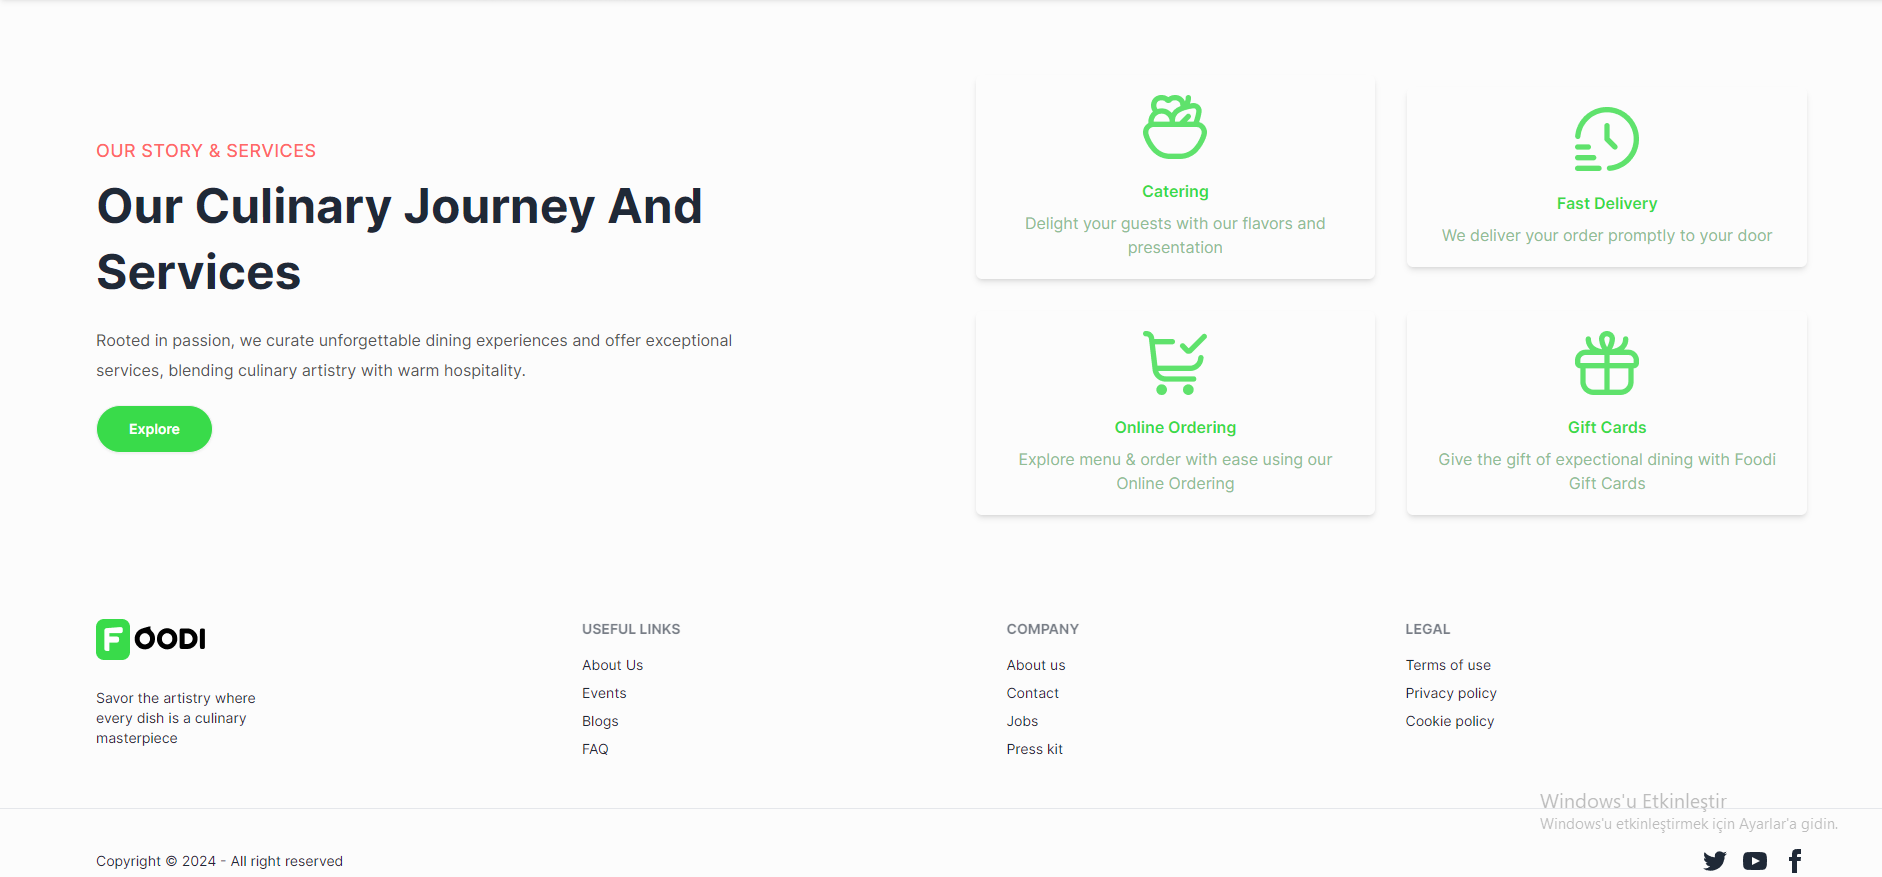 OUR STORY & SERVICES
Our Culinary Journey And
Services
Rooted in passion, we curate unforgettable dining experiences and offer exceptional
services, blending culinary artistry with warm hospitality.
Explore
Catering
Delight your guests with our flavors and
presentation
Fast Delivery
We deliver your order promptly to your door
Online Ordering
Explore menu & order with ease using our
Online Ordering
Gift Cards
Give the gift of expectional dining with Foodi
Gift Cards
FOODI
Savor the artistry where
every dish is a culinary
masterpiece
USEFUL LINKS
About Us
Events
Blogs
FAQ
COMPANY
About us
Contact
Jobs
Press kit
LEGAL
Terms of use
Privacy policy
Cookie policy
Windows'u Etkinleştir
Windows'u etkinleştirmek için Ayarlar'a gidin.
Copyright © 2024 - All right reserved